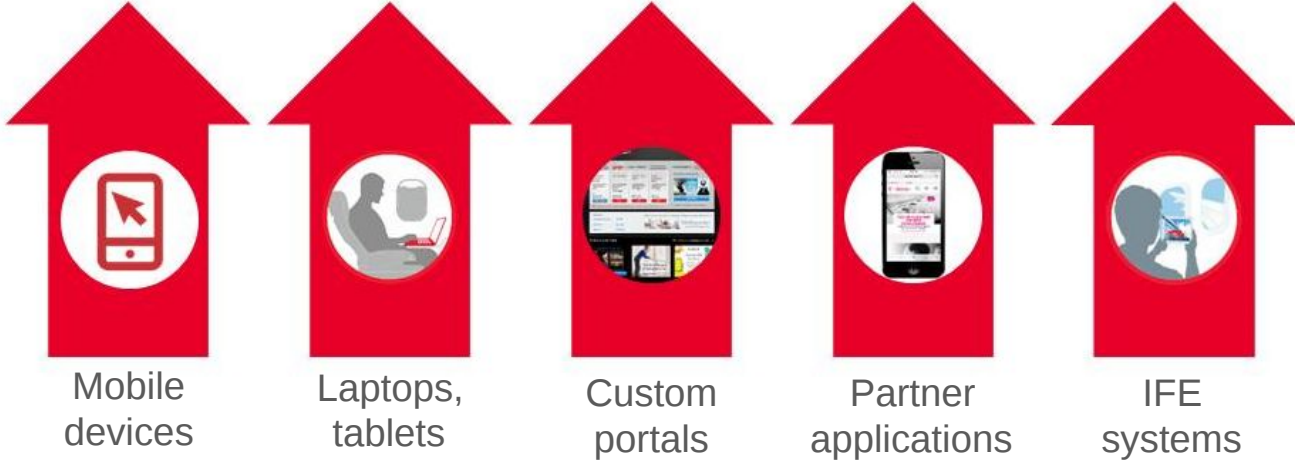 Mobile
devices
Laptops,
tablets
Custom
portals
Partner
applications
IFE
systems